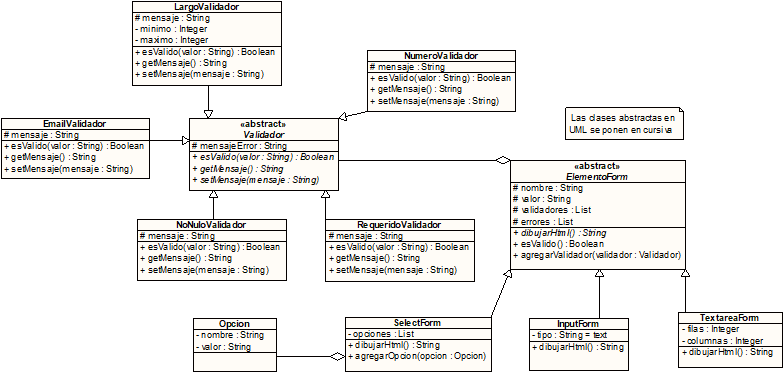 LargoValidador
# mensaje : String
- minimo : Integer
- maximo : Integer
+ esValido(valor : String) : Boolean
+ getMensaje() : String
+ setMensaje(mensaje : String)
NumeroValidador
# mensaje : String
+ esValido(valor : String) : Boolean
+ getMensaje() : String
+ setMensaje(mensaje : String)
Las clases abstractas en
UML se ponen en cursiva
EmailValidador
# mensaje : String
+ esValido(valor : String) : Boolean
+ getMensaje() : String
+ setMensaje(mensaje : String)
«abstract»
Validador
# mensajeError : String
+ esValido(valor : String) : Boolean
+ getMensaje() : String
+ setMensaje(mensaje : String)
«abstract»
ElementoForm
# nombre : String
# valor : String
# validadores : List
# errores : List
+ dibujarHtml() : String
+ esValido() : Boolean
+ agregarValidador(validador : Validador)
NoNuloValidador
# mensaje : String
+ esValido(valor : String) : Boolean
+ getMensaje() : String
+ setMensaje(mensaje : String)
RequeridoValidador
# mensaje : String
+ esValido(valor : String) : Boolean
+ getMensaje() : String
+ setMensaje(mensaje : String)
Opcion
- nombre : String
- valor : String
SelectForm
- opciones : List
+ dibujarHtml() : String
+ agregarOpcion(opcion : Opcion)
InputForm
- tipo : String = text
+ dibujarHtml() : String
TextareaForm
- filas : Integer
- columnas : Integer
+ dibujarHtml() : String